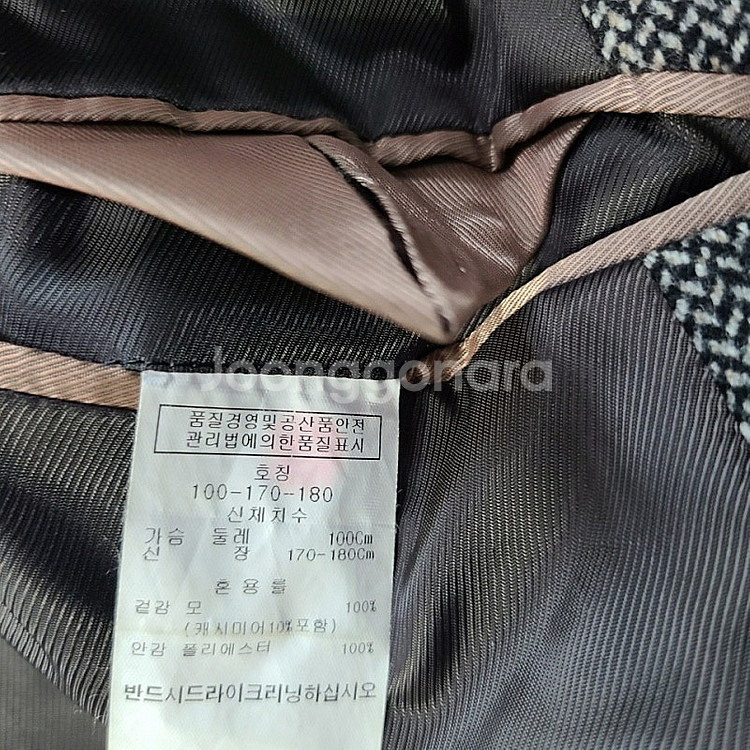 Joonggonara
품질경영및공산품안전
관리법에의한품질표시
호칭
100-170-180
신체치수
가슴 둘레 100Cm
신 장 170-180Cm
혼용률
겉감 모 100%
(캐시미어10%포함)
안감 폴리에스터 100%
반드시드라이크리닝하십시오